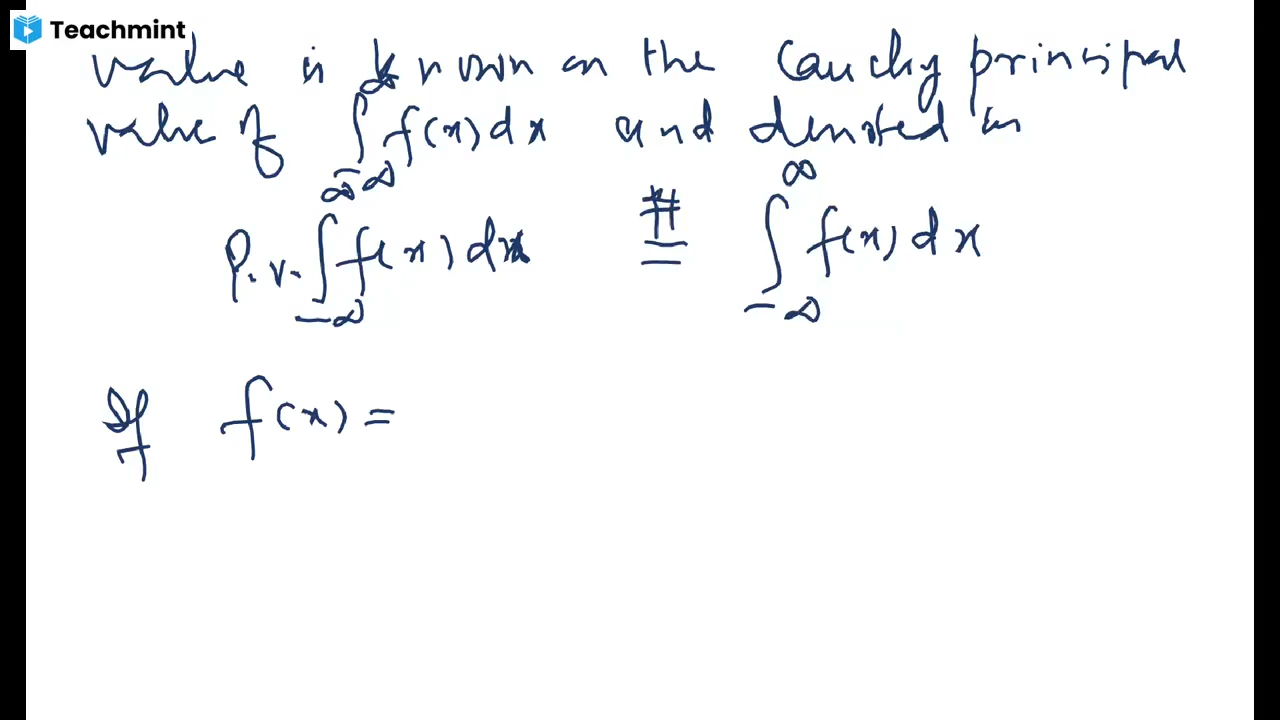 Teachmint
value is known as the Cauchy principal
value of ∫_{-∞}^{∞} f(x) dx and denoted as
P.v. ∫_{-∞}^{∞} f(x) dx # = ∫_{-∞}^{∞} f(x) dx
If f(x) =